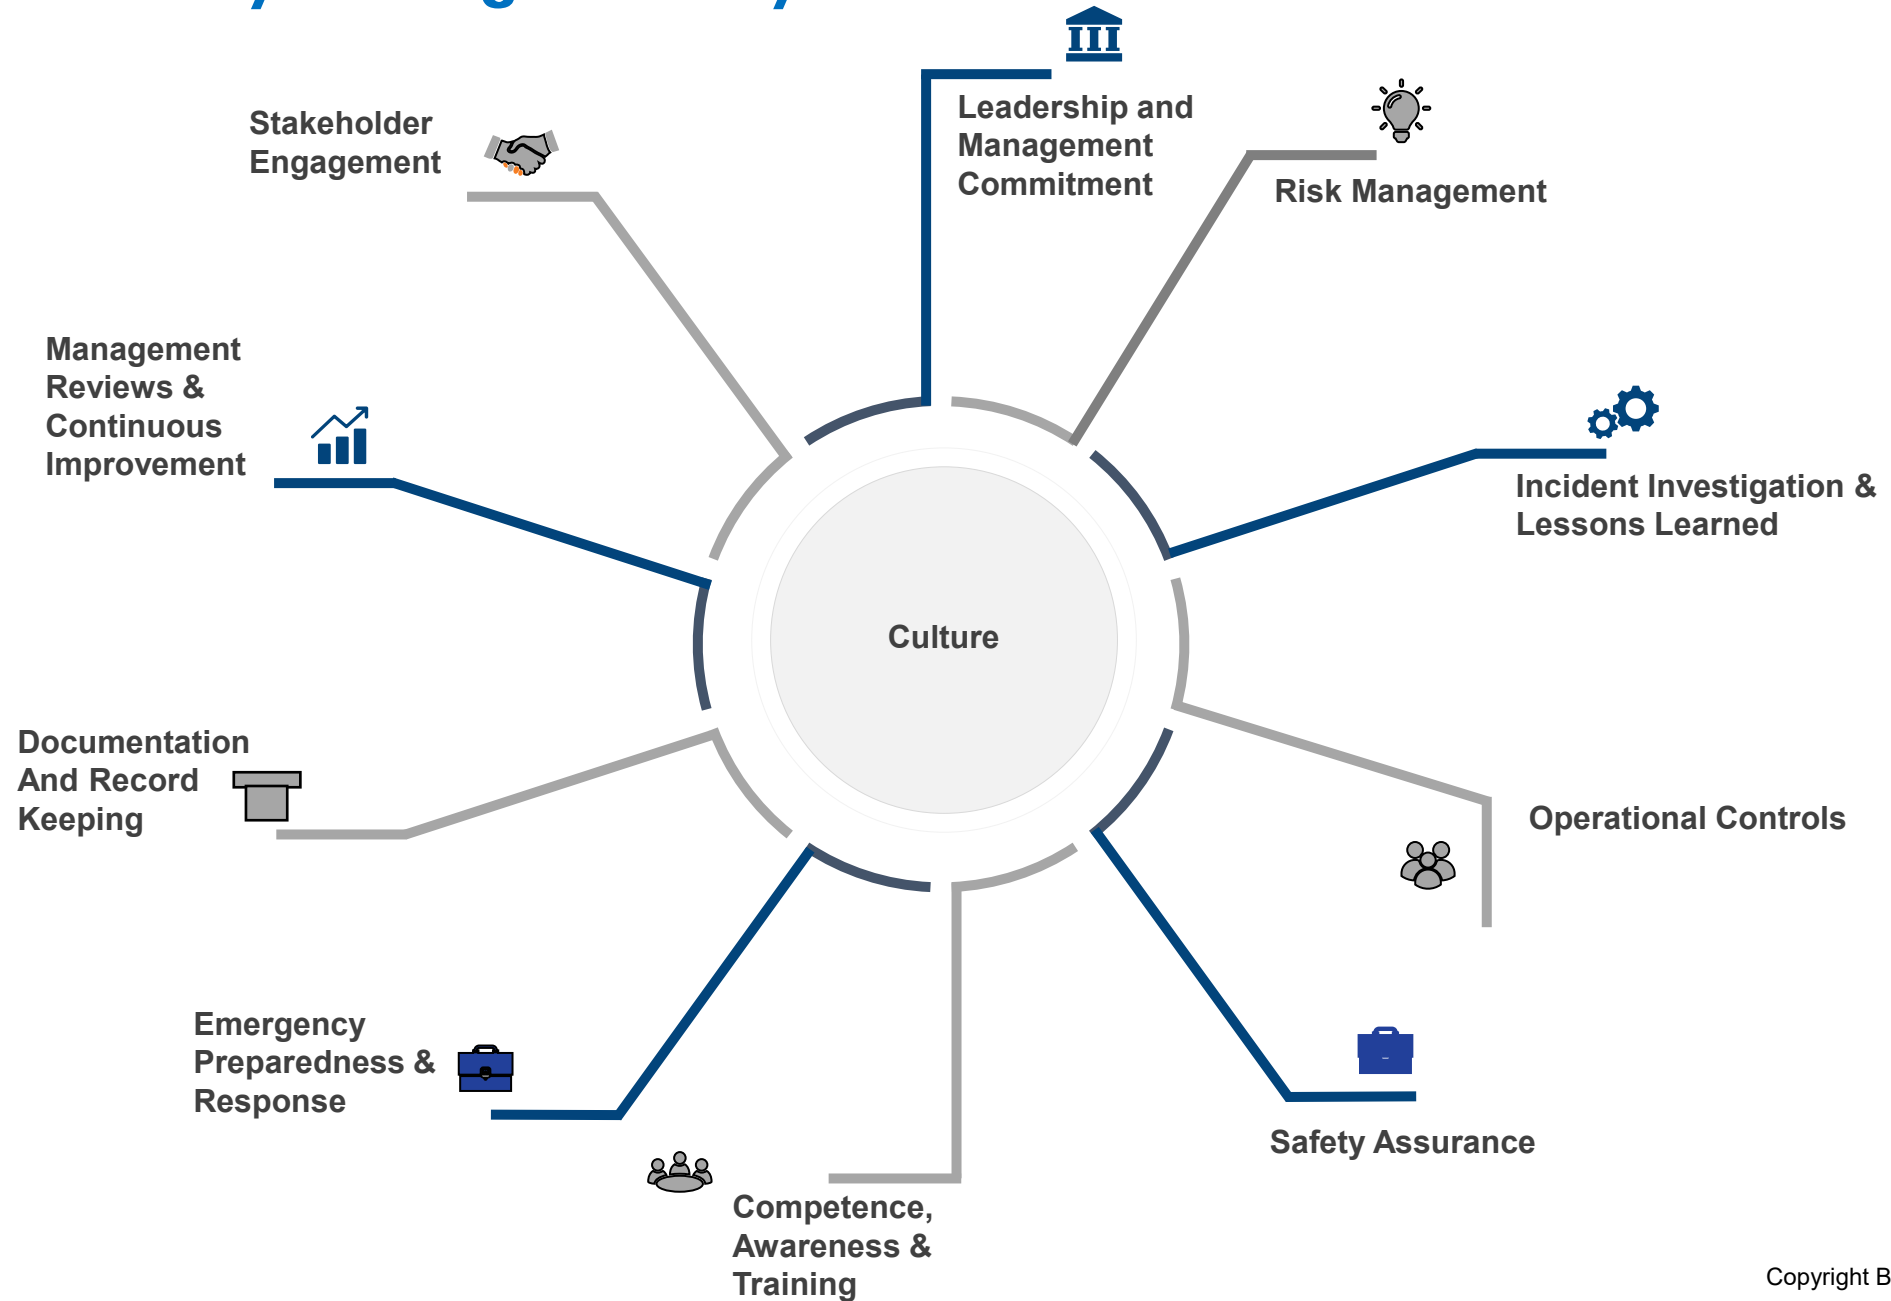 Leadership and
Management
Commitment
Risk Management
Incident Investigation &
Lessons Learned
Operational Controls
Safety Assurance
Competence,
Awareness &
Training
Emergency
Preparedness &
Response
Documentation
And Record
Keeping
Management
Reviews &
Continuous
Improvement
Stakeholder
Engagement
Culture
Copyright B